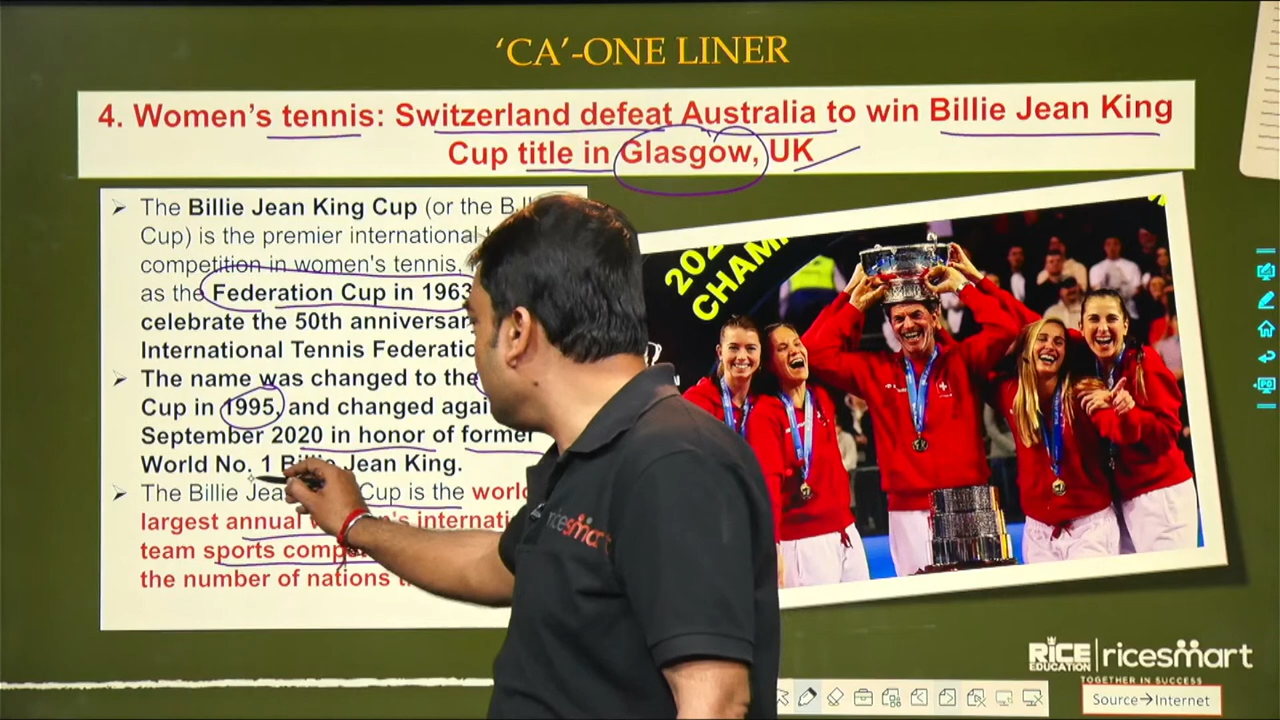 ‘CA’-ONE LINER
4. Women's tennis: Switzerland defeat Australia to win Billie Jean King
Cup title in Glasgow, UK
➢ The Billie Jean King Cup (or the
Cup) is the premier international
competition in women's tennis,
as the Federation Cup in 1963
celebrate the 50th anniversar
International Tennis Federatio
➢ The name was changed to the
Cup in 1995, and changed agai
September 2020 in honor of former
World No. 1 Billie Jean King.
➢ The Billie Jea Cup is the world
largest annual internati
team sports comp
the number of nations
202
CHAM
ricesmart
RICE EDUCATION | ricesmart
TOGETHER IN SUCCESS
Source→Internet